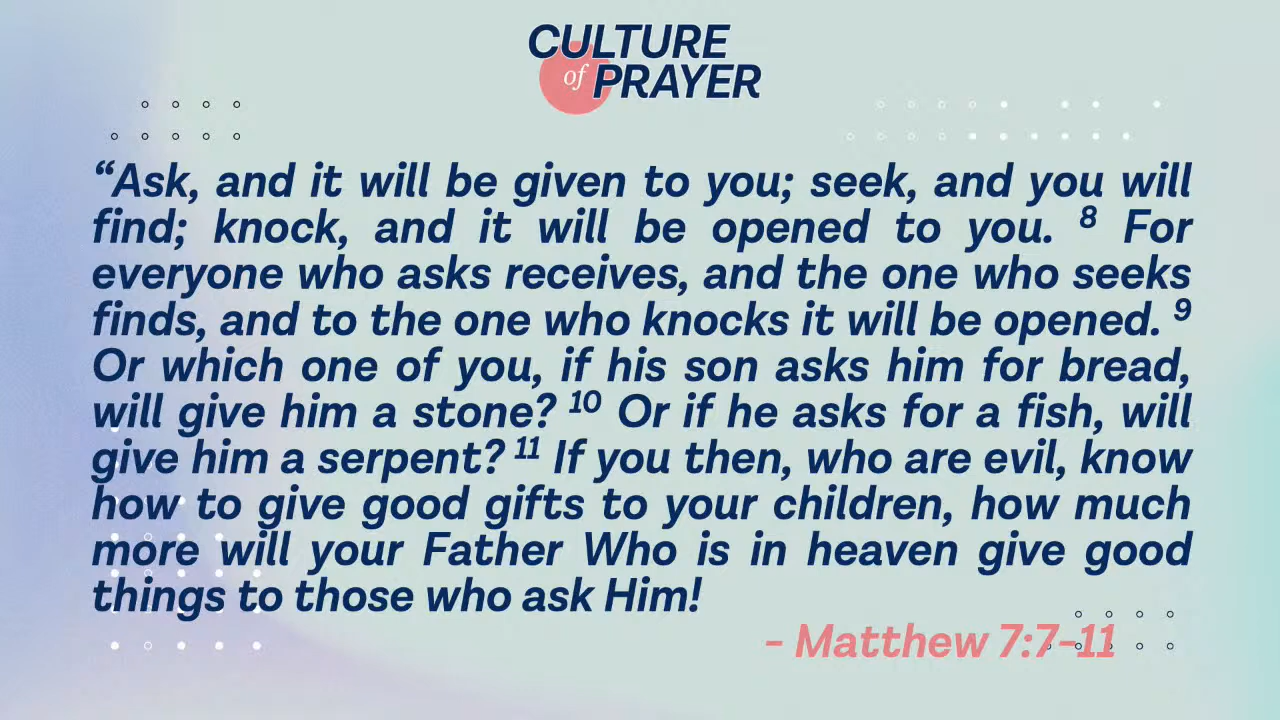 CULTURE
of PRAYER
“Ask, and it will be given to you; seek, and you will
find; knock, and it will be opened to you. ⁸ For
everyone who asks receives, and the one who seeks
finds, and to the one who knocks it will be opened. ⁹
Or which one of you, if his son asks him for bread,
will give him a stone? ¹⁰ Or if he asks for a fish, will
give him a serpent? ¹¹ If you then, who are evil, know
how to give good gifts to your children, how much
more will your Father Who is in heaven give good
things to those who ask Him!
– Matthew 7:7–11